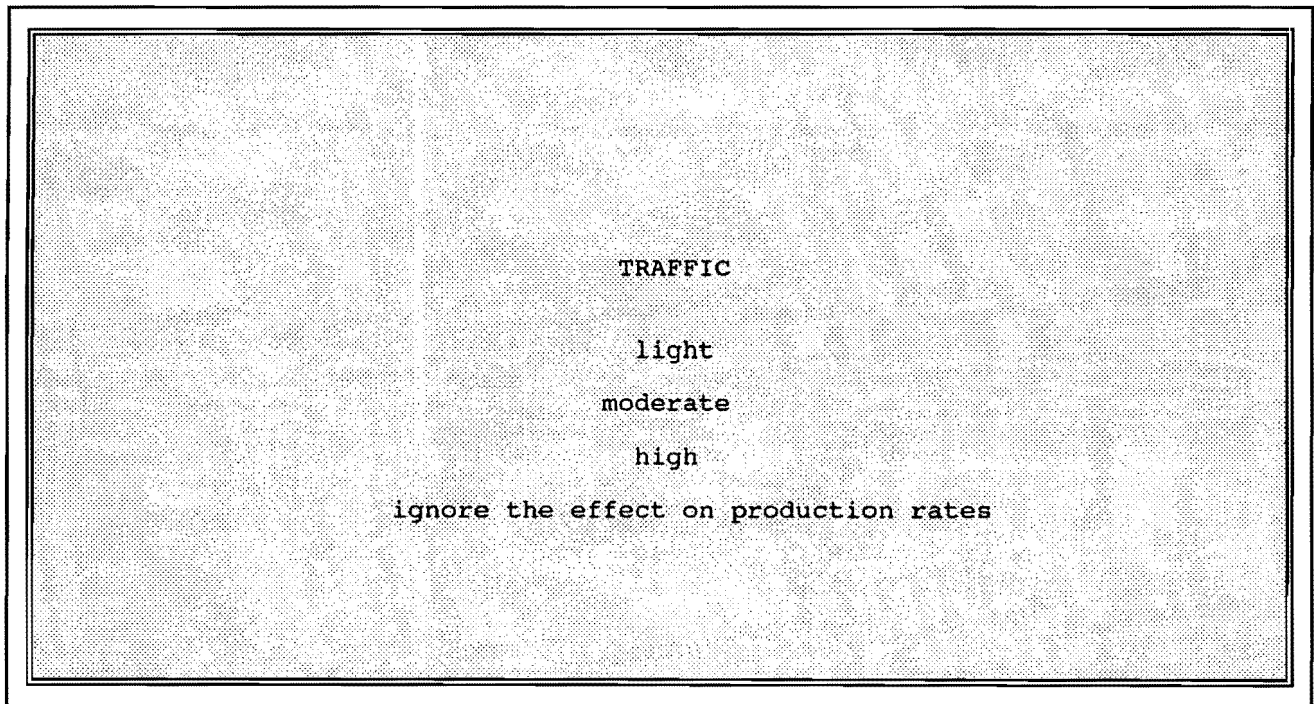 TRAFFIC
light
moderate
high
ignore the effect on production rates